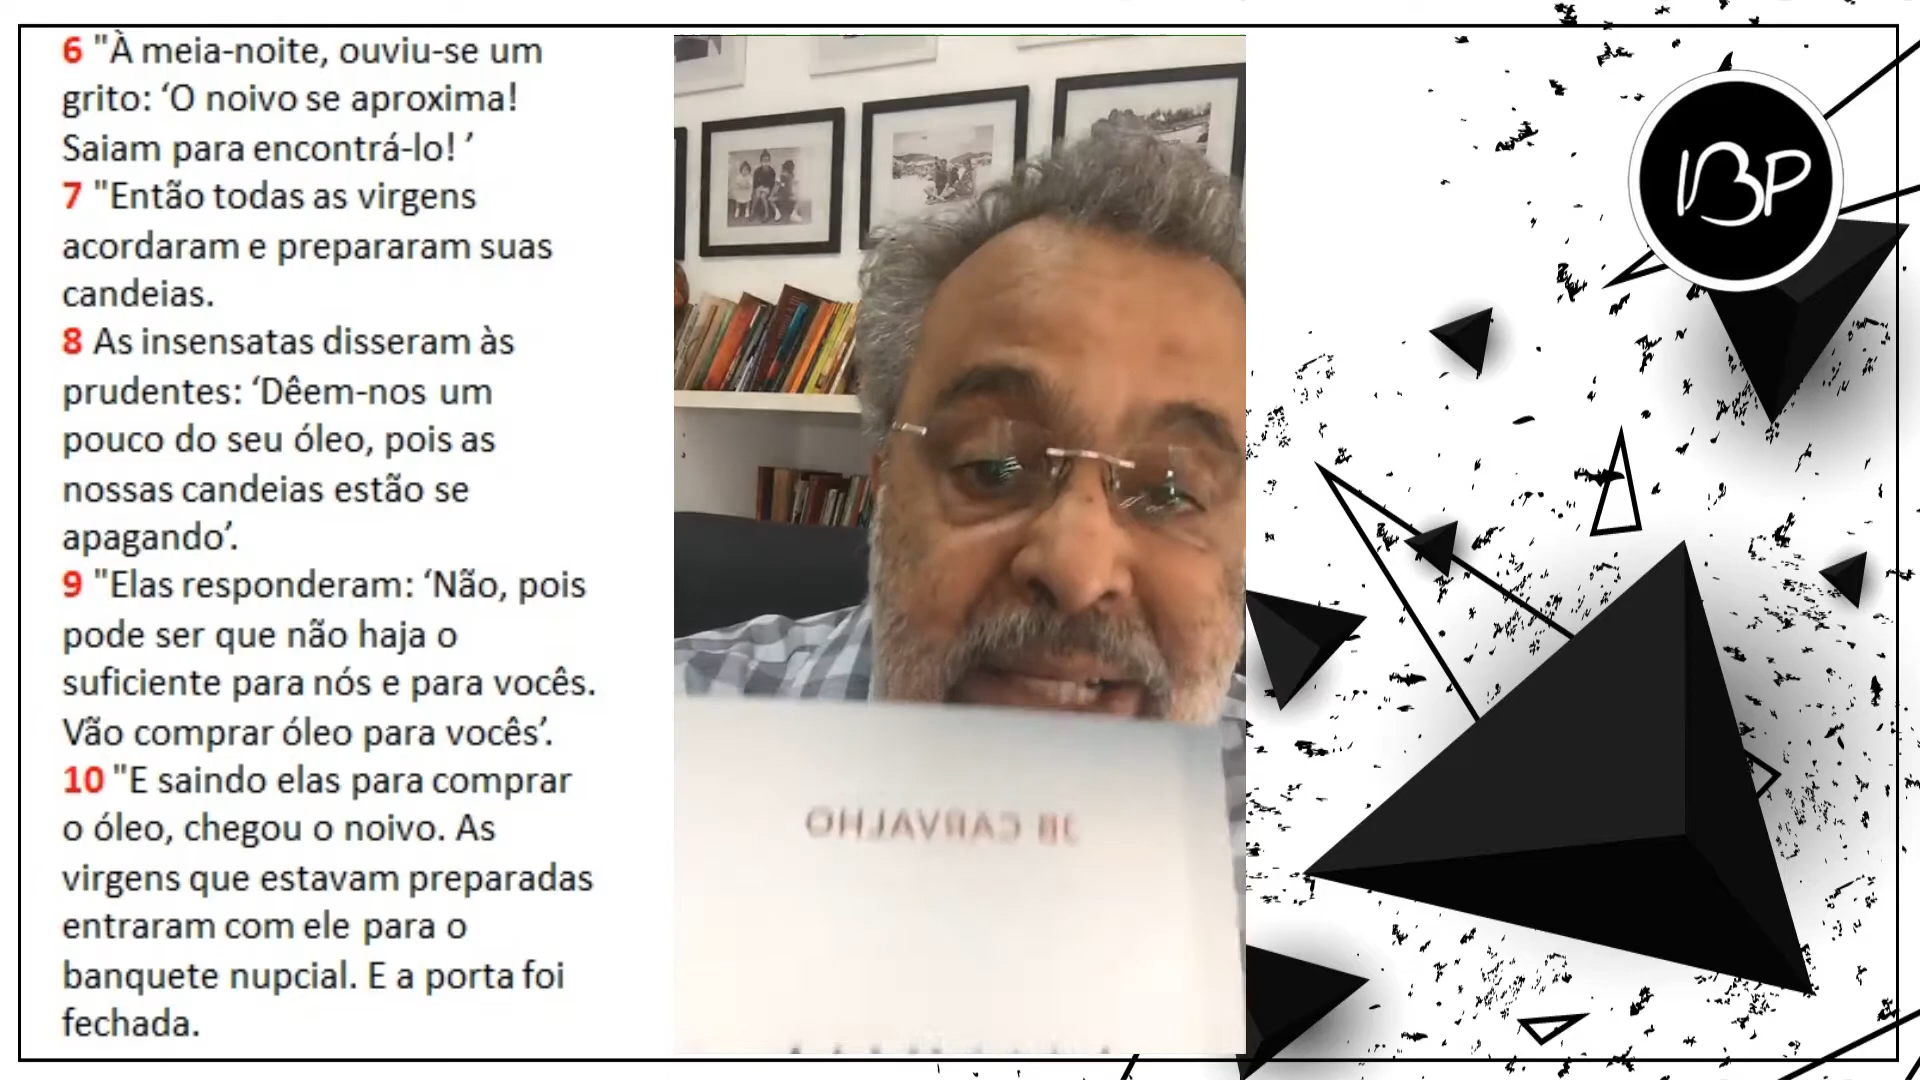 6 "À meia-noite, ouviu-se um
grito: ‘O noivo se aproxima!
Saiam para encontrá-lo! ’
7 "Então todas as virgens
acordaram e prepararam suas
candeias.
8 As insensatas disseram às
prudentes: ‘Dêem-nos um
pouco do seu óleo, pois as
nossas candeias estão se
apagando’.
9 "Elas responderam: ‘Não, pois
pode ser que não haja o
suficiente para nós e para vocês.
Vão comprar óleo para vocês’.
10 "E saindo elas para comprar
o óleo, chegou o noivo. As
virgens que estavam preparadas
entraram com ele para o
banquete nupcial. E a porta foi
fechada.
JB CARVALHO
IBP